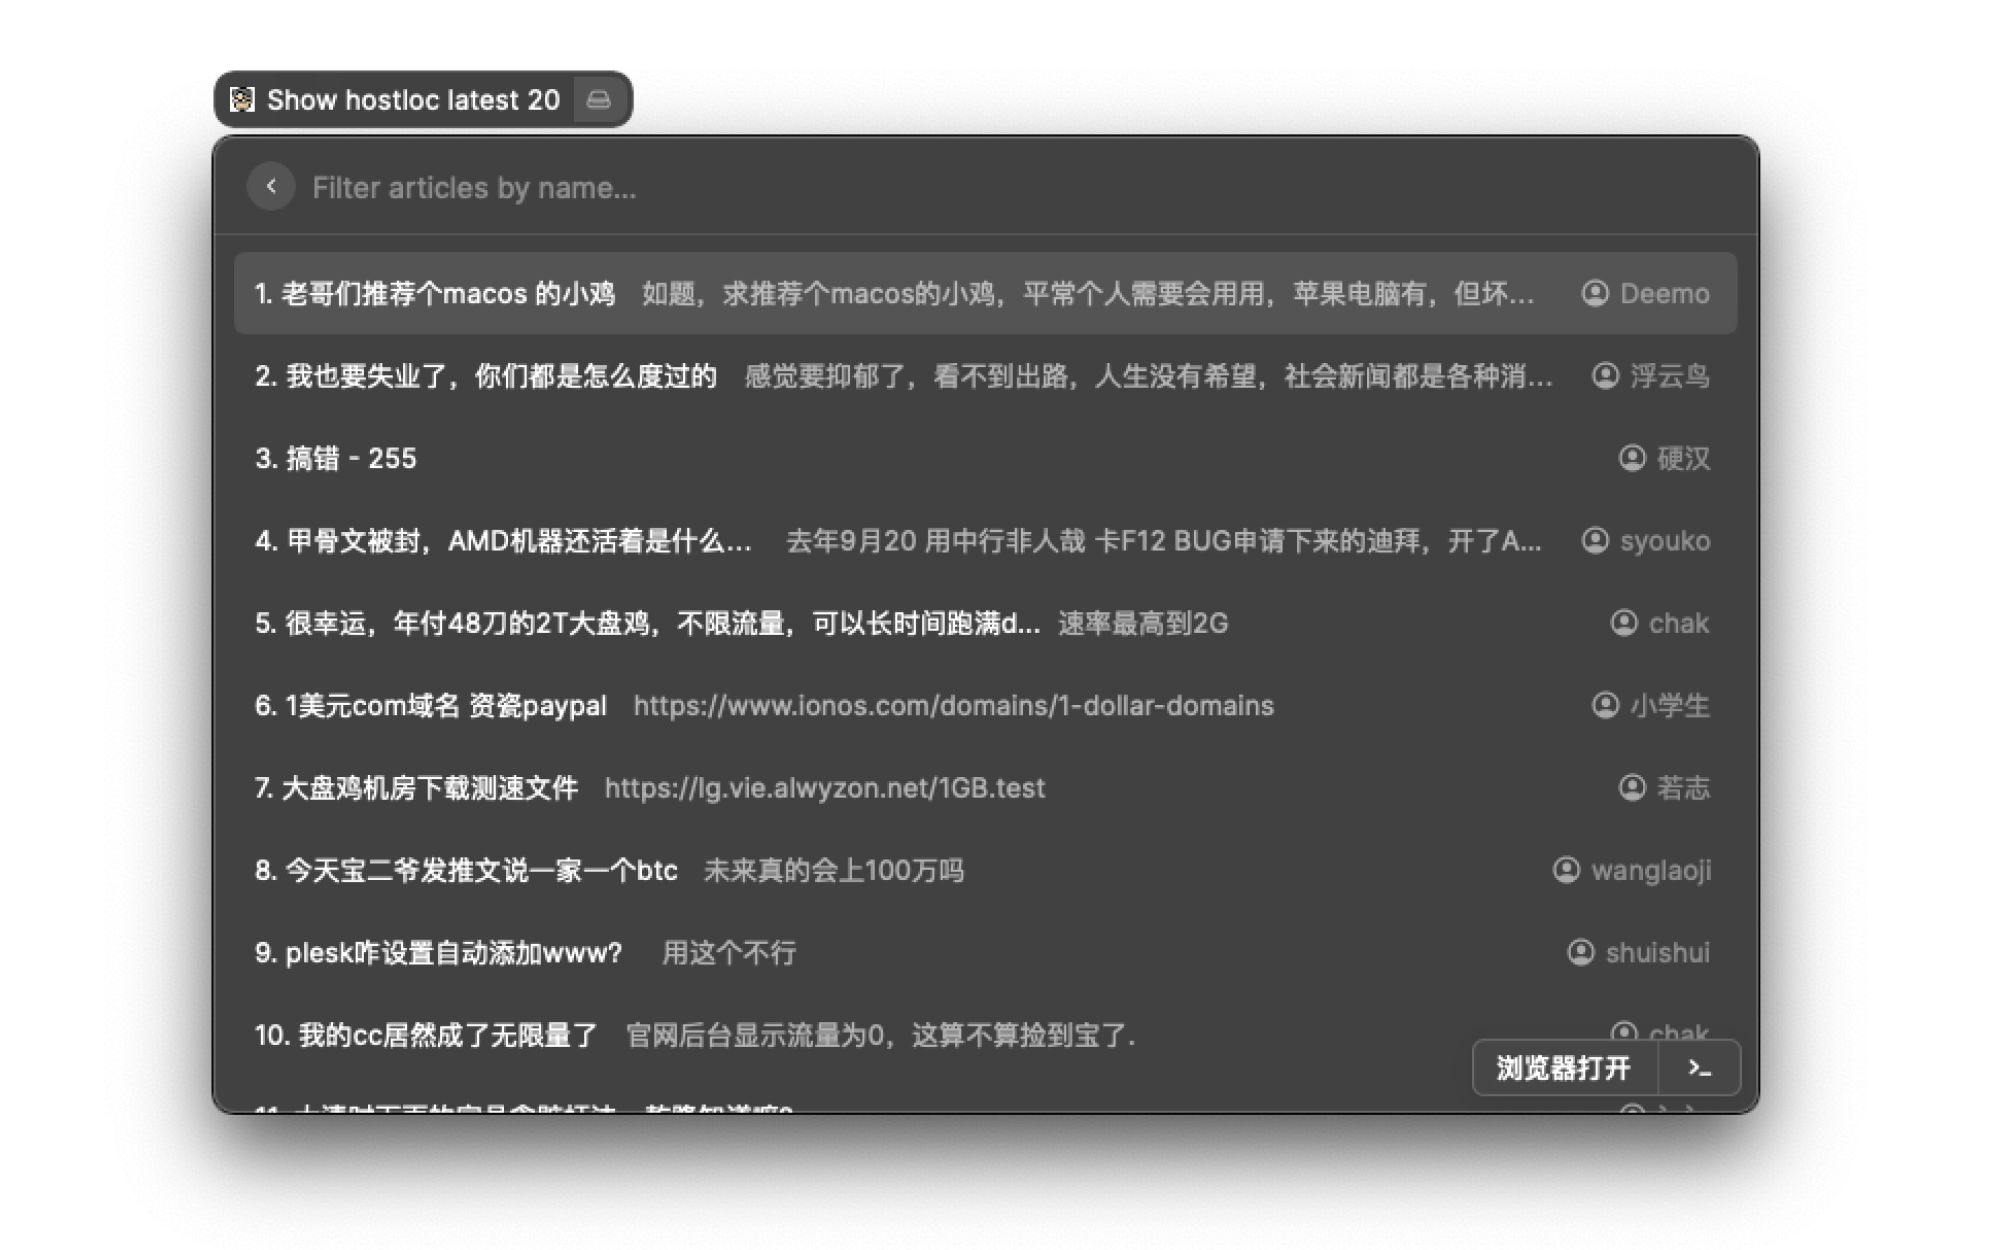 Show hostloc latest 20
Filter articles by name...
1. 老哥们推荐个macos 的小鸡 如题，求推荐个macos的小鸡，平常个人需要会用用，苹果电脑有，但坏... Deemo
2. 我也要失业了，你们都是怎么度过的 感觉要抑郁了，看不到出路，人生没有希望，社会新闻都是各种消... 浮云鸟
3. 搞错 - 255 硬汉
4. 甲骨文被封，AMD机器还活着是什么... 去年9月20 用中行非人哉 卡F12 BUG申请下来的迪拜，开了A... syouko
5. 很幸运，年付48刀的2T大盘鸡，不限流量，可以长时间跑满d... 速率最高到2G chak
6. 1美元com域名 资瓷paypal https://www.ionos.com/domains/1-dollar-domains 小学生
7. 大盘鸡机房下载测速文件 https://lg.vie.alwyzon.net/1GB.test 若志
8. 今天宝二爷发推文说一家一个btc 未来真的会上100万吗 wanglaoji
9. plesk咋设置自动添加www? 用这个不行 shuishui
10. 我的cc居然成了无限量了 官网后台显示流量为0，这算不算捡到宝了. chak
浏览器打开 >_